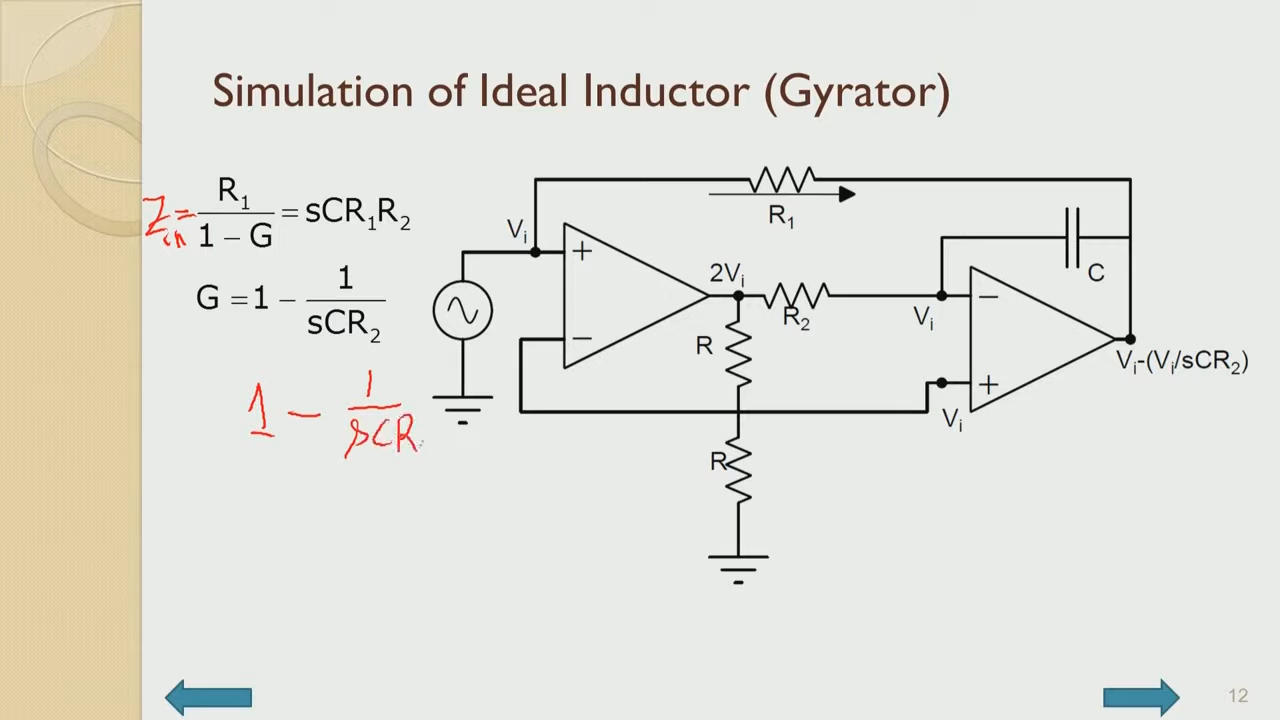 Simulation of Ideal Inductor (Gyrator)
Zin = R₁ / (1 − G) = sCR₁R₂
G = 1 − 1 / sCR₂
1 − 1 / sCR
Vᵢ
+
−
R₁
2Vᵢ
R₂
R
R
Vᵢ
−
C
+
Vᵢ
Vᵢ-(Vᵢ/sCR₂)
12